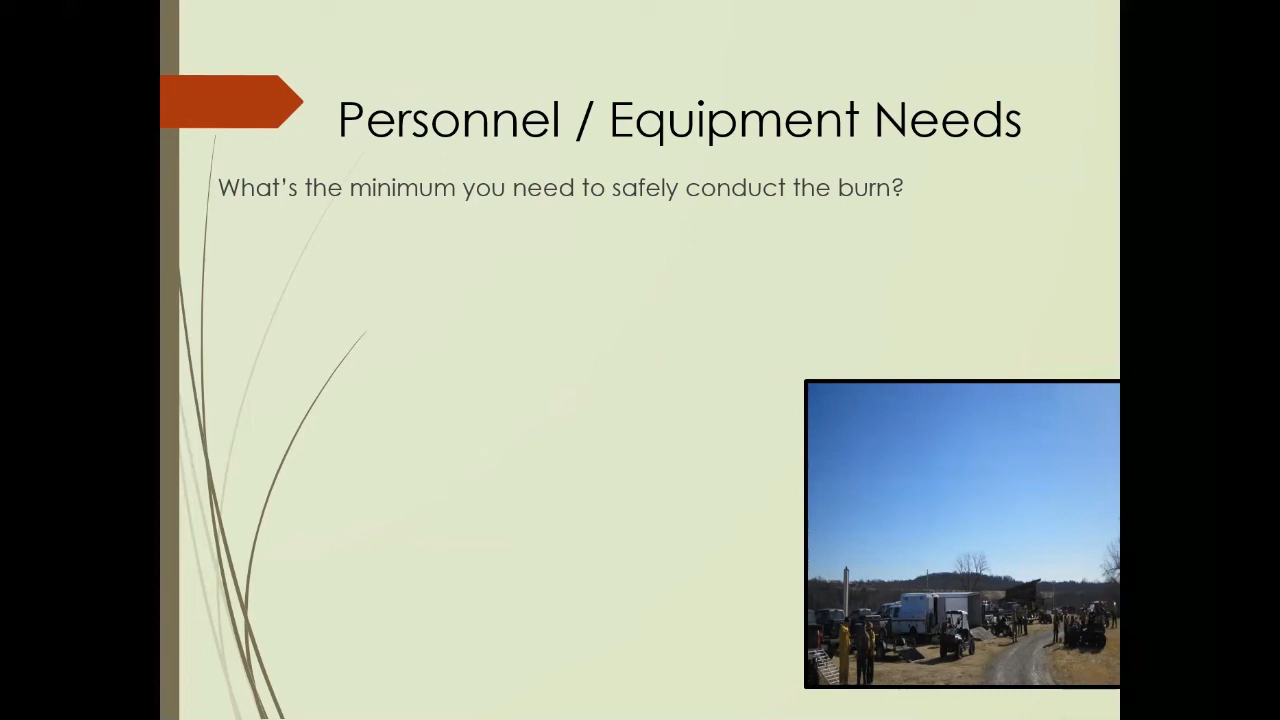 Personnel / Equipment Needs
What's the minimum you need to safely conduct the burn?